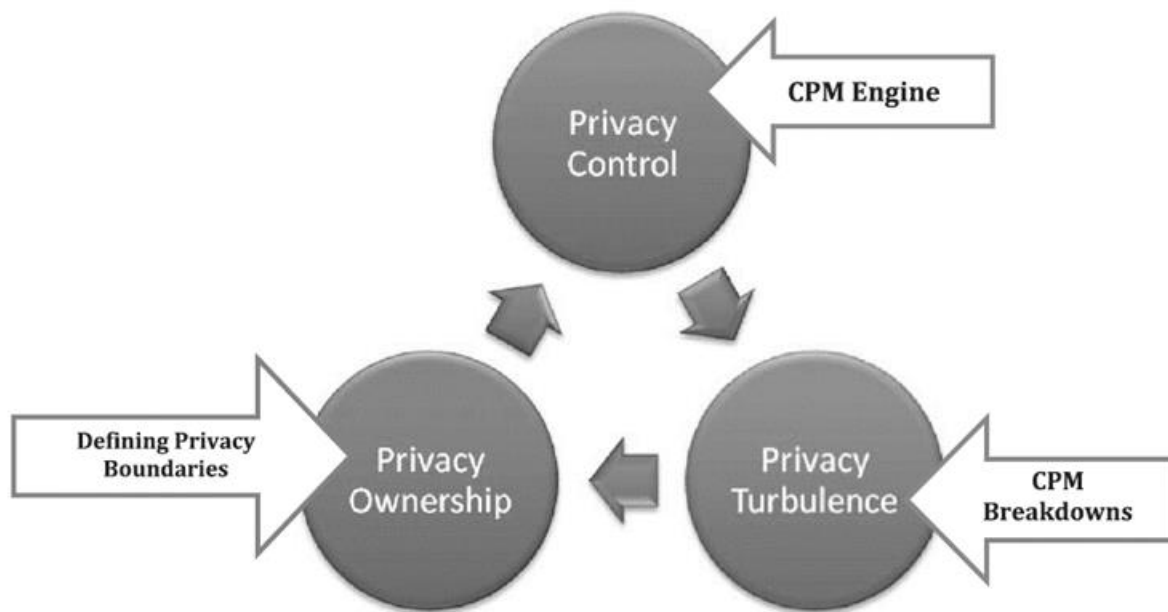 CPM Engine
Privacy
Control
Defining Privacy
Boundaries
Privacy
Ownership
Privacy
Turbulence
CPM
Breakdowns